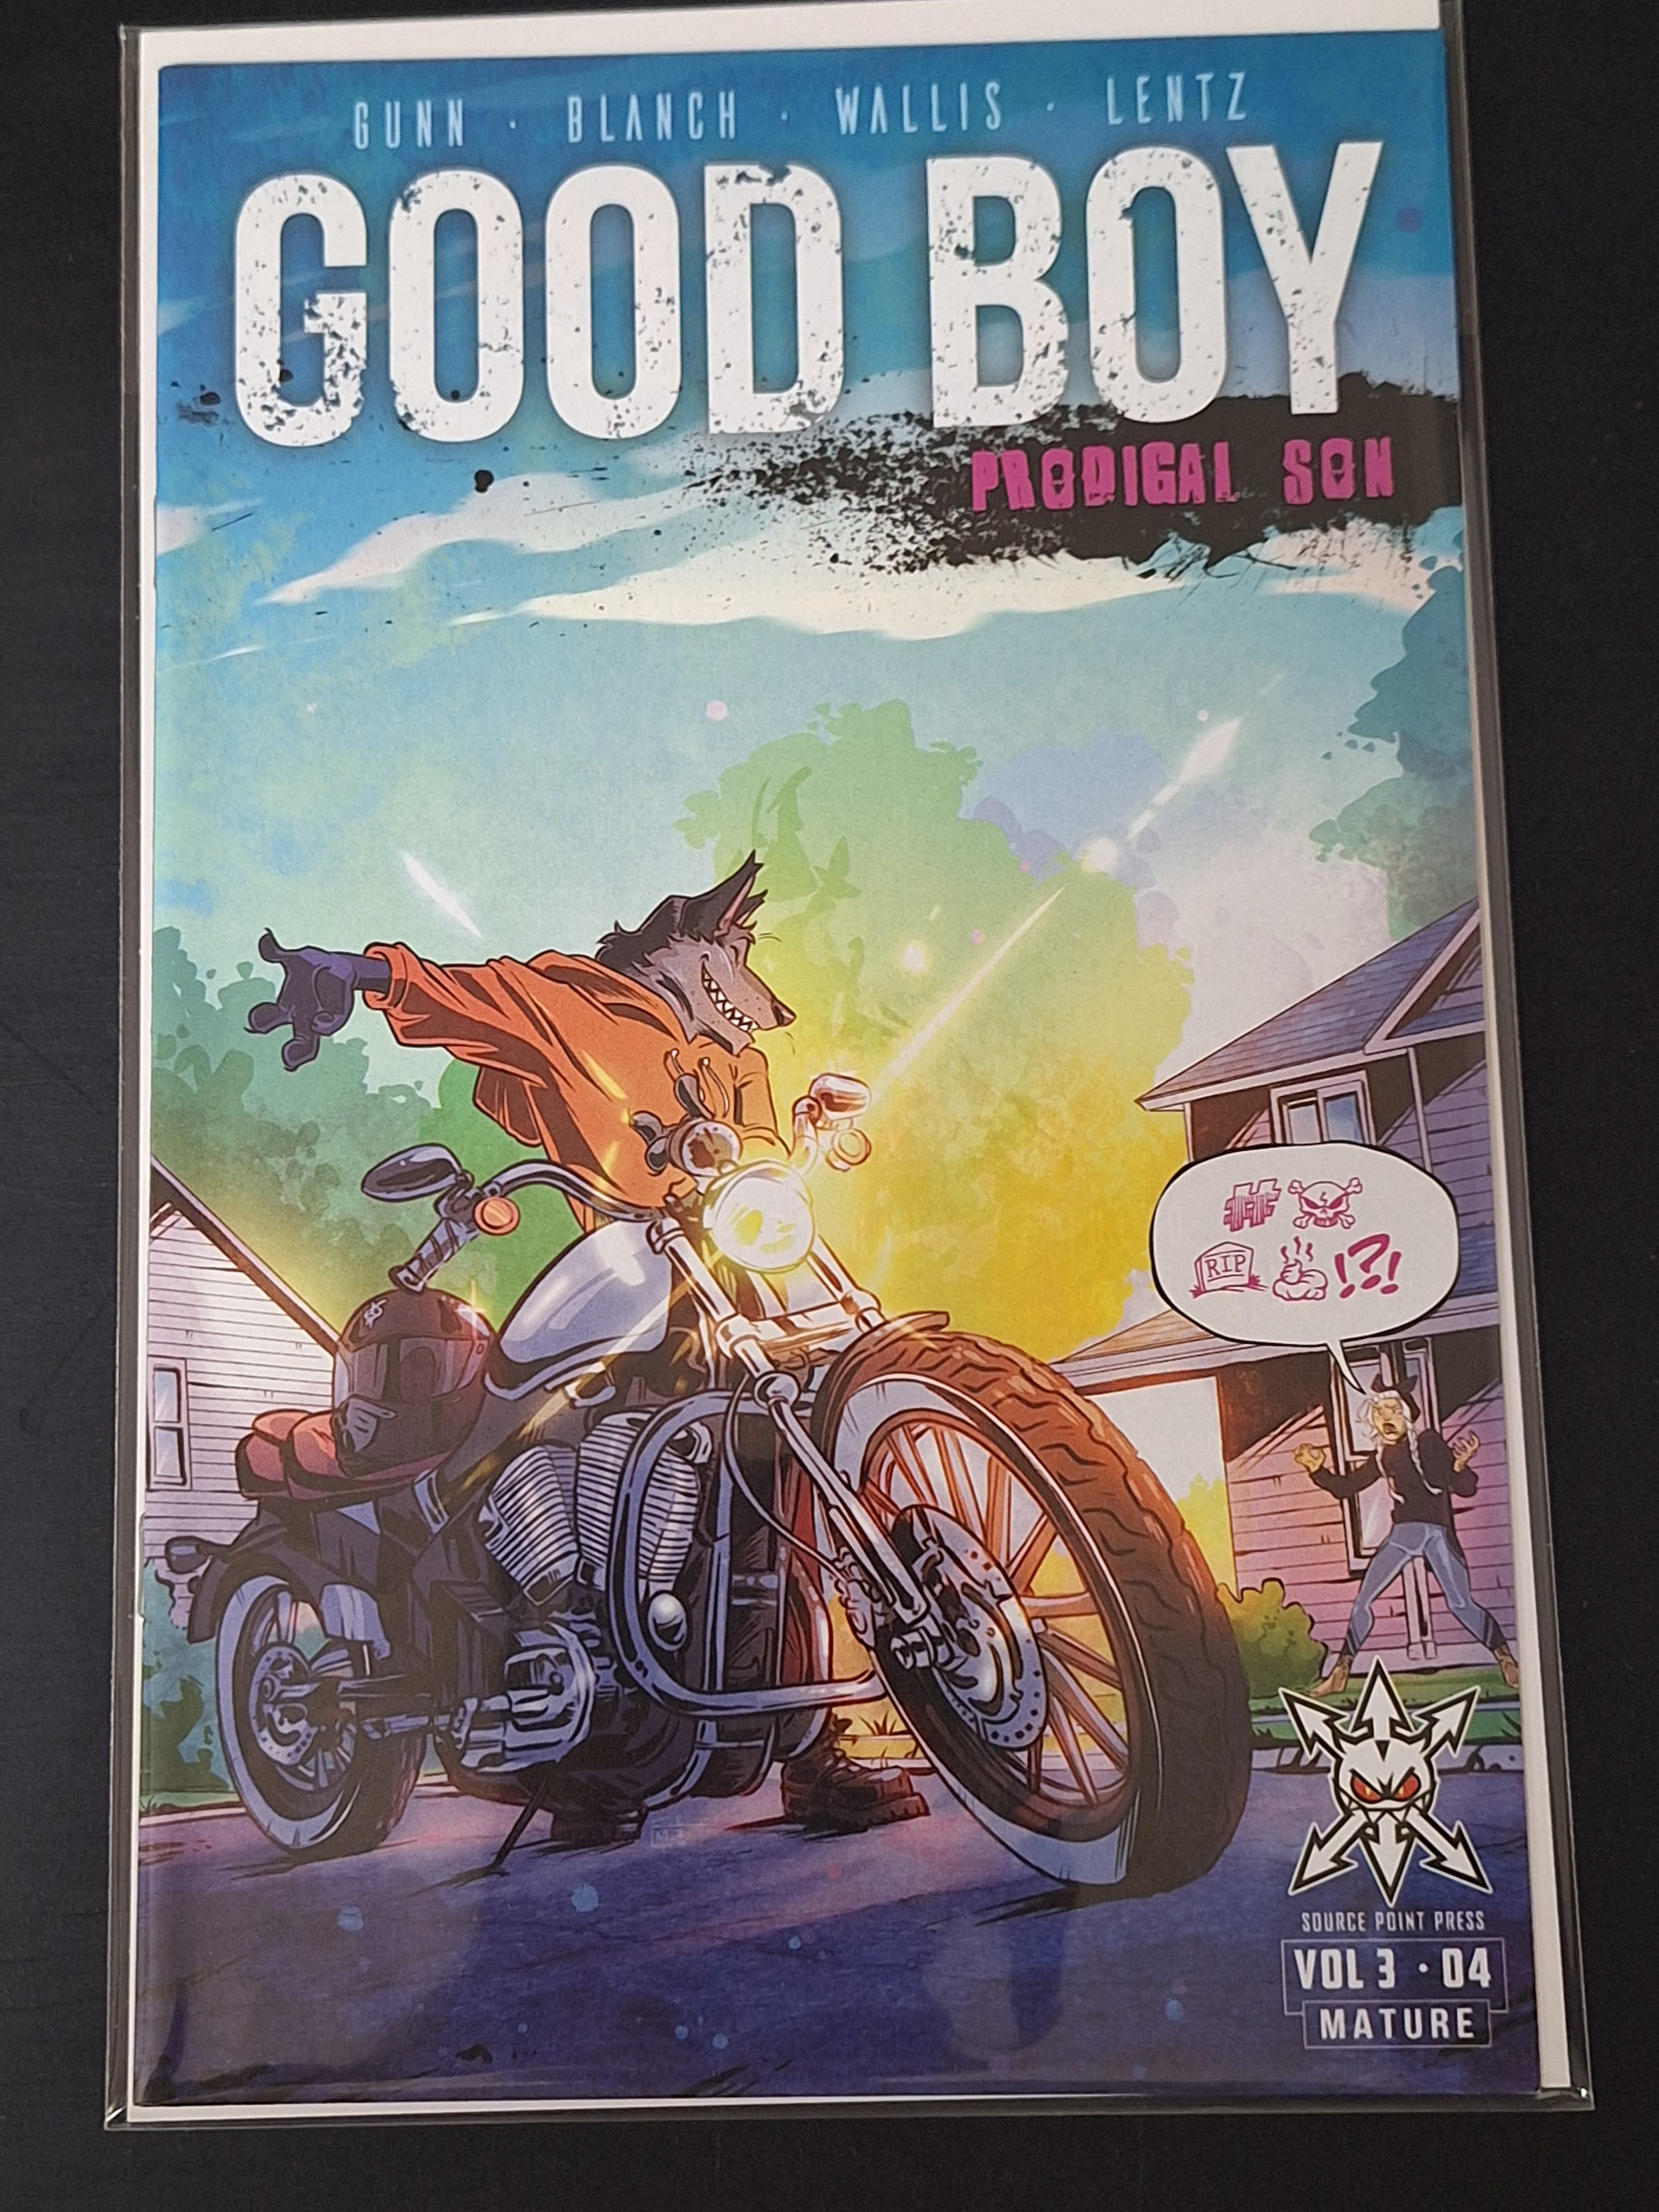 GUNN · BLANCH · WALLIS · LENTZ
GOOD BOY
PRODIGAL SON
#
RIP !?!
SOURCE POINT PRESS
VOL 3 · 04
MATURE